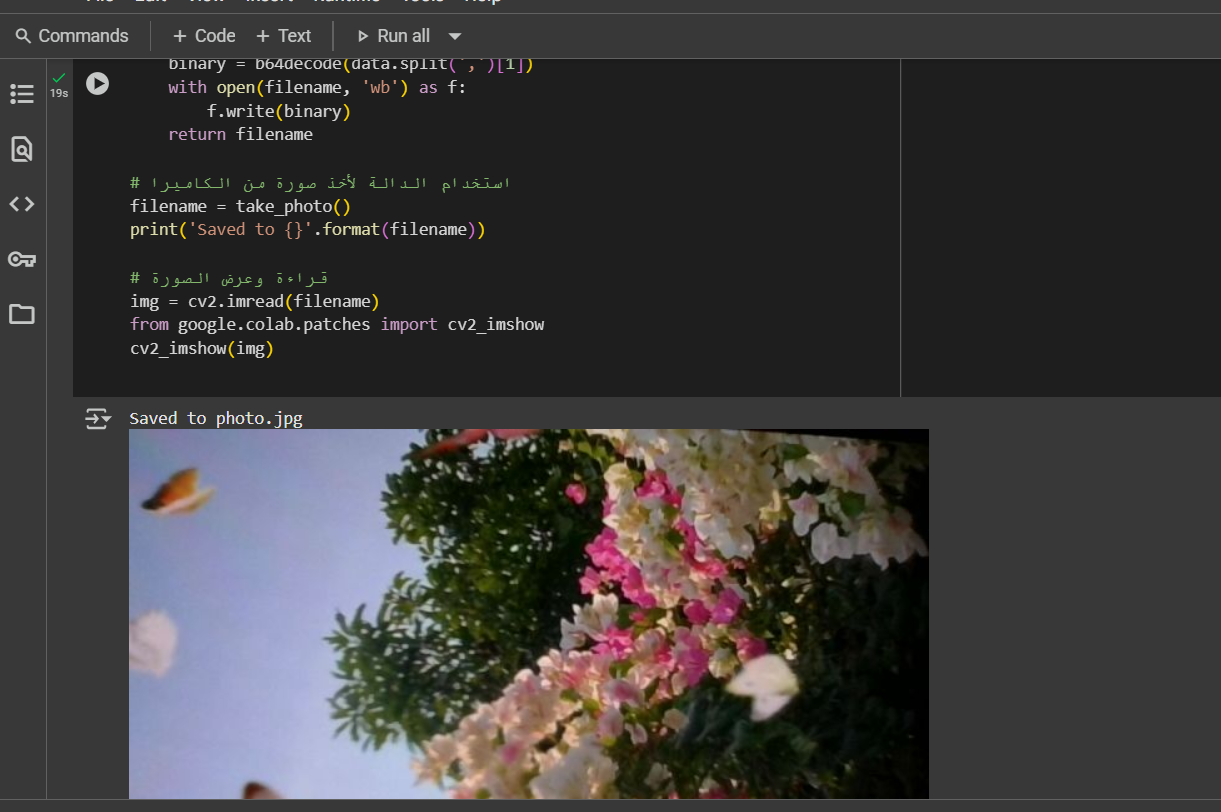 Commands
+ Code + Text
Run all
19s
binary = b64decode(data.split(',')[1])
with open(filename, 'wb') as f:
f.write(binary)
return filename
# استخدام الدالة لأخذ صورة من الكاميرا
filename = take_photo()
print('Saved to {}'.format(filename))
# قراءة وعرض الصورة
img = cv2.imread(filename)
from google.colab.patches import cv2_imshow
cv2_imshow(img)
Saved to photo.jpg